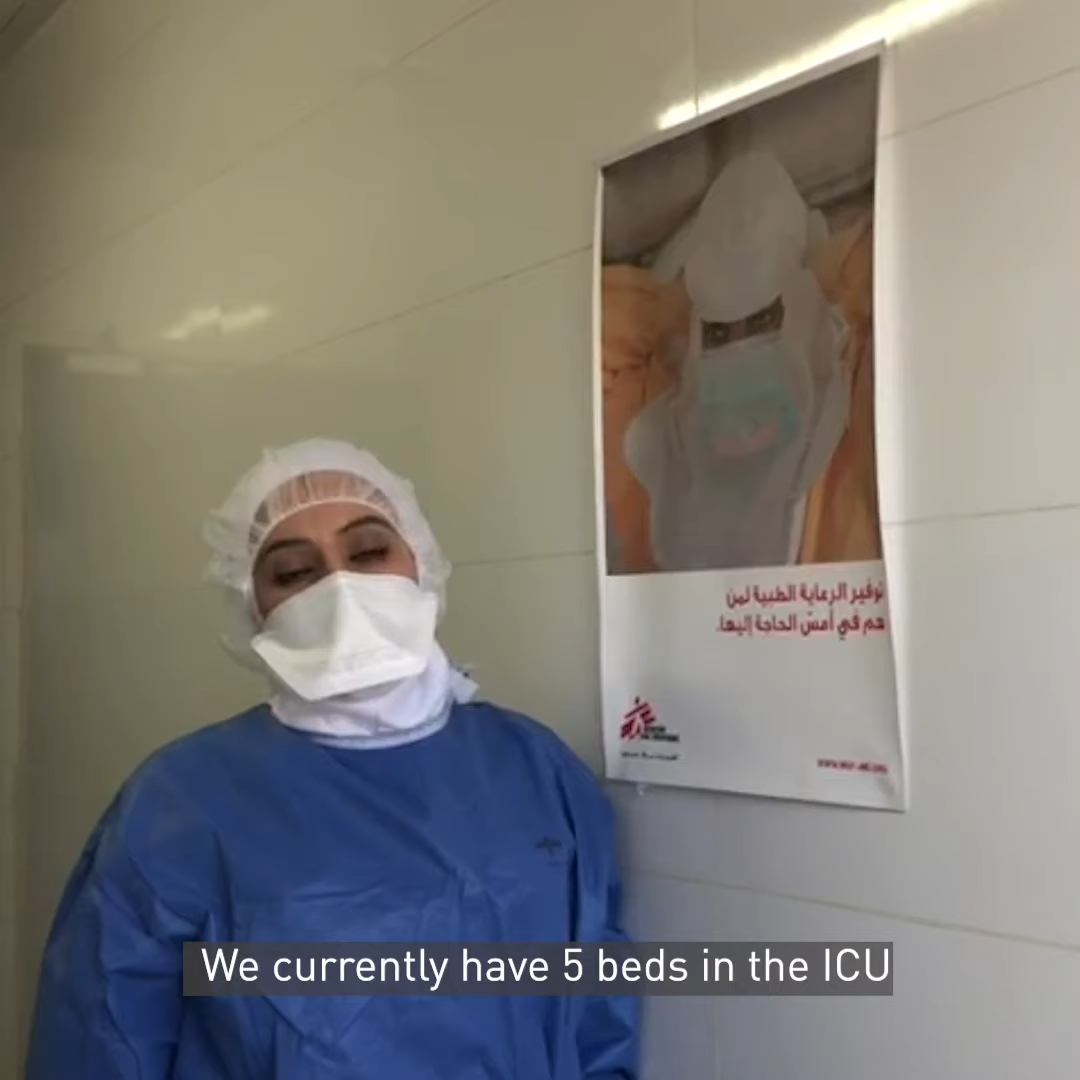 توفير الرعاية الطبية لمن
هم في أمسّ الحاجة إليها.
We currently have 5 beds in the ICU